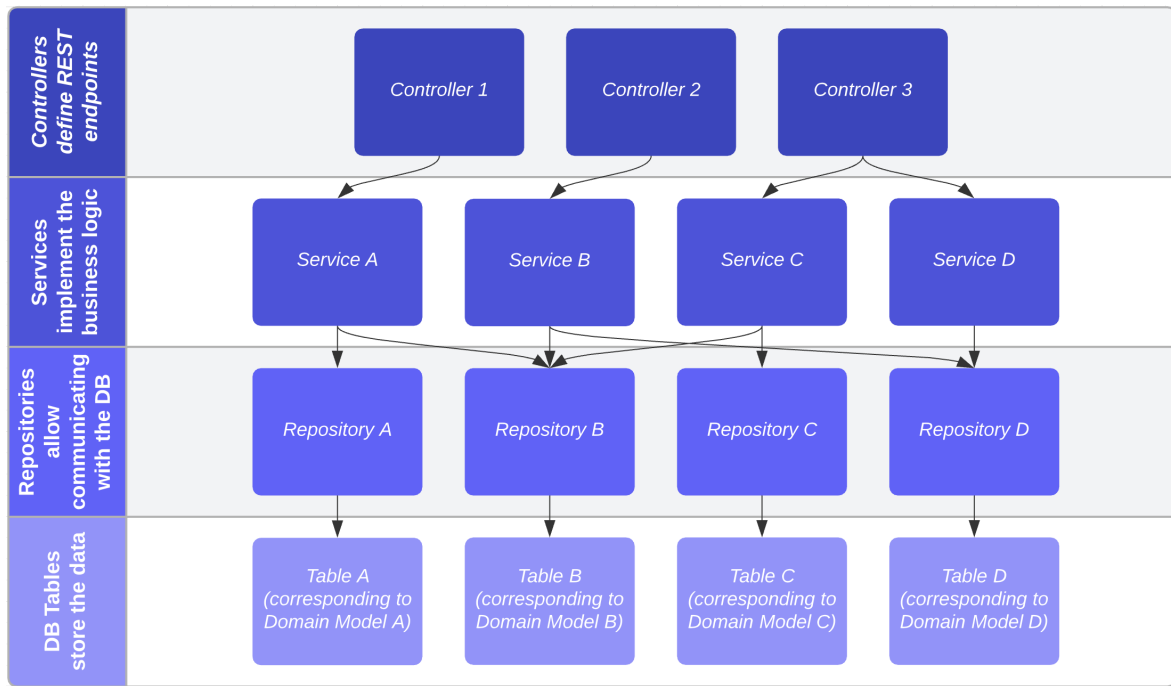 Controllers
define REST
endpoints
Controller 1
Controller 2
Controller 3
Services
implement the
business logic
Service A
Service B
Service C
Service D
Repositories
allow
communicating
with the DB
Repository A
Repository B
Repository C
Repository D
DB Tables
store the data
Table A
(corresponding to
Domain Model A)
Table B
(corresponding to
Domain Model B)
Table C
(corresponding to
Domain Model C)
Table D
(corresponding to
Domain Model D)